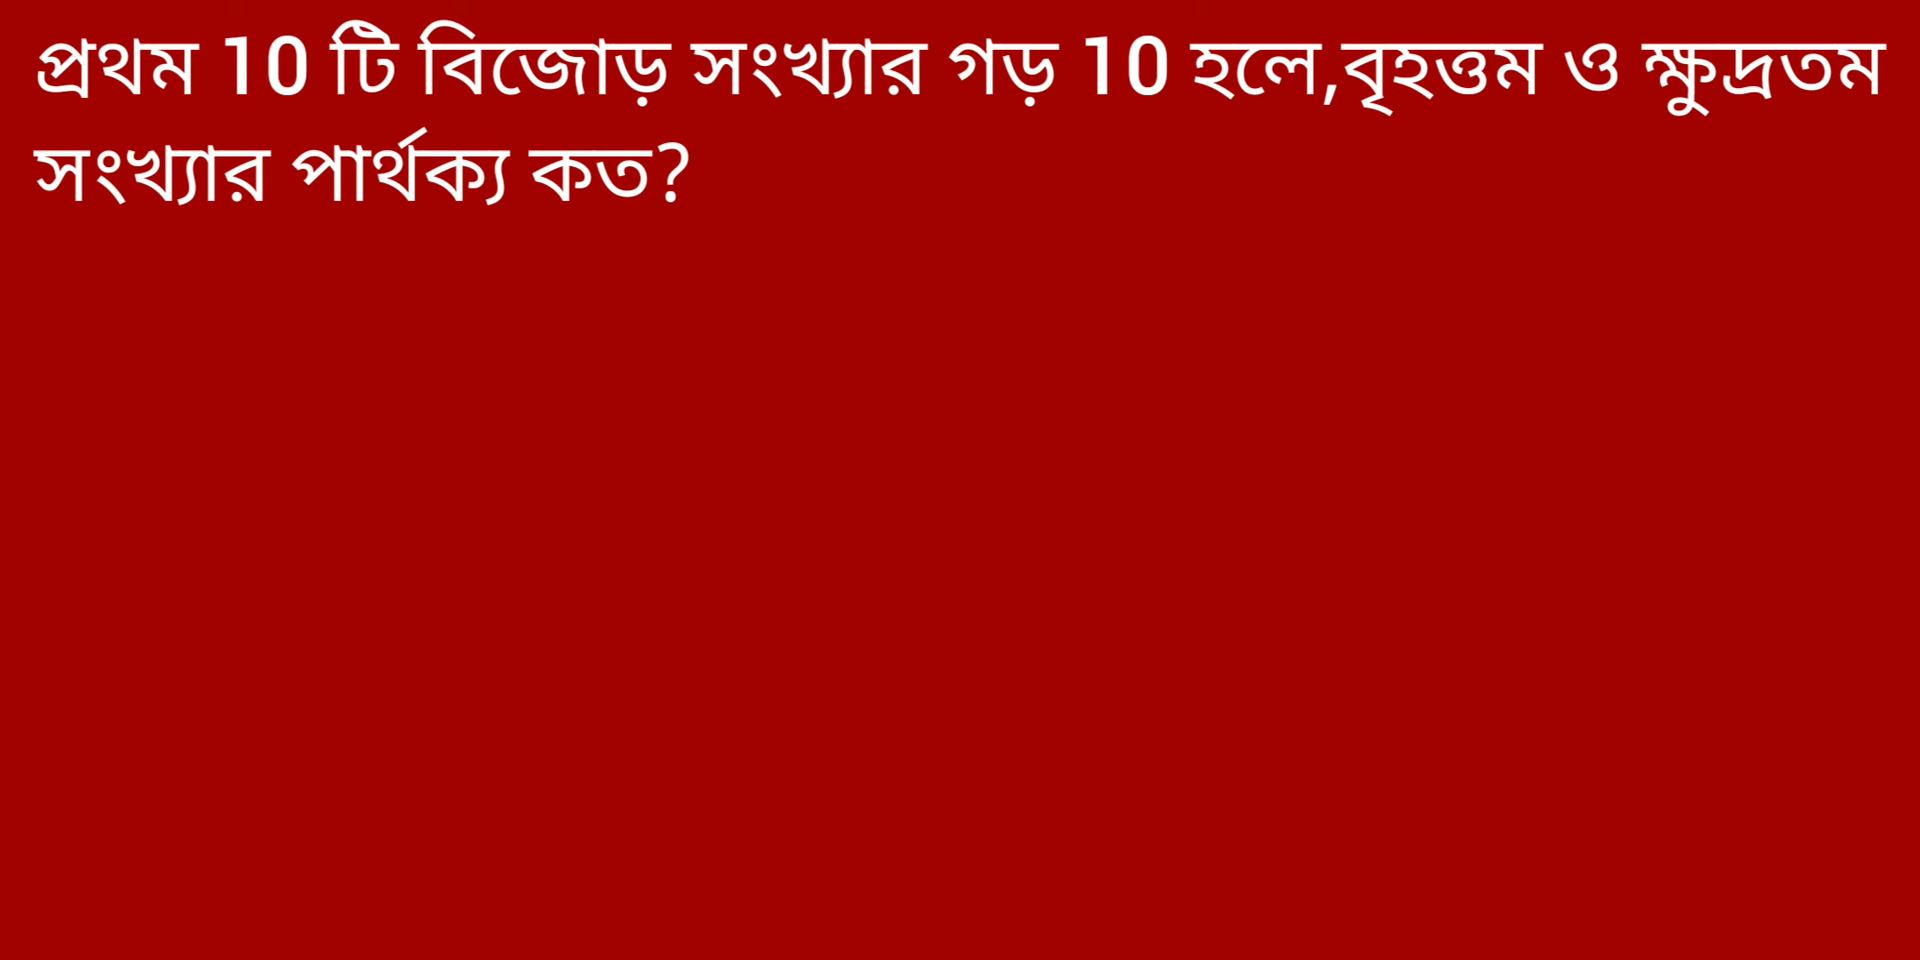 প্রথম 10 টি বিজোড় সংখ্যার গড় 10 হলে,বৃহত্তম ও ক্ষুদ্রতম
সংখ্যার পার্থক্য কত?